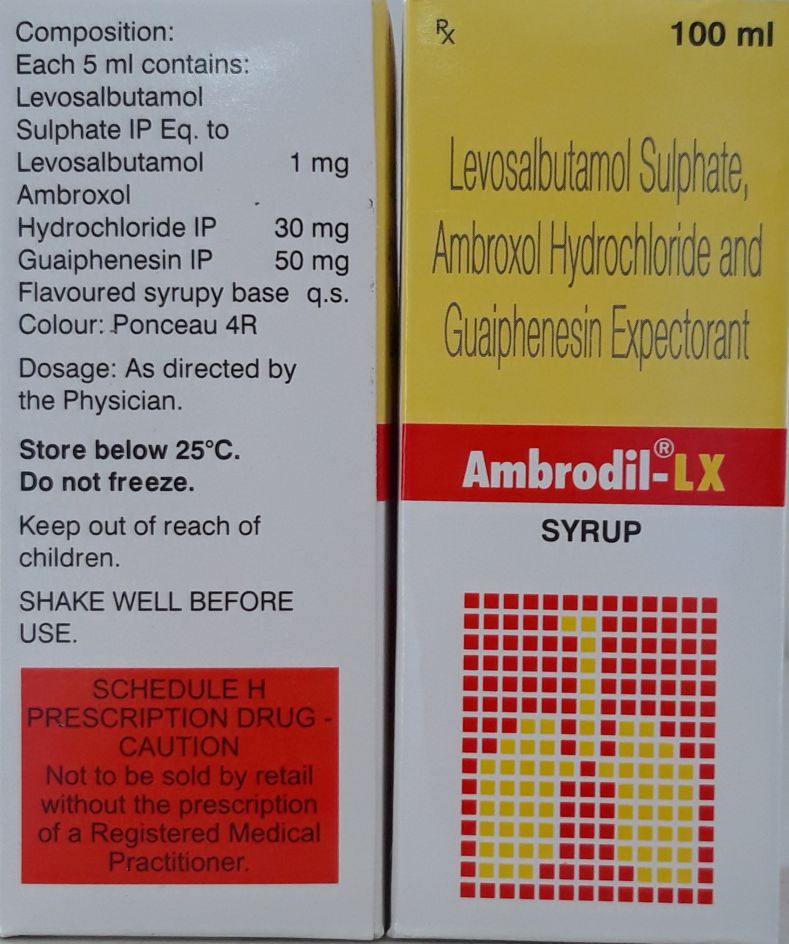 Composition:
Each 5 ml contains:
Levosalbutamol
Sulphate IP Eq. to
Levosalbutamol 1 mg
Ambroxol
Hydrochloride IP 30 mg
Guaiphenesin IP 50 mg
Flavoured syrupy base q.s.
Colour: Ponceau 4R
Dosage: As directed by
the Physician.
Store below 25°C.
Do not freeze.
Keep out of reach of
children.
SHAKE WELL BEFORE
USE.
SCHEDULE H
PRESCRIPTION DRUG -
CAUTION
Not to be sold by retail
without the prescription
of a Registered Medical
Practitioner.
Rx 100 ml
Levosalbutamol Sulphate,
Ambroxol Hydrochloride and
Guaiphenesin Expectorant
Ambrodil®-LX
SYRUP